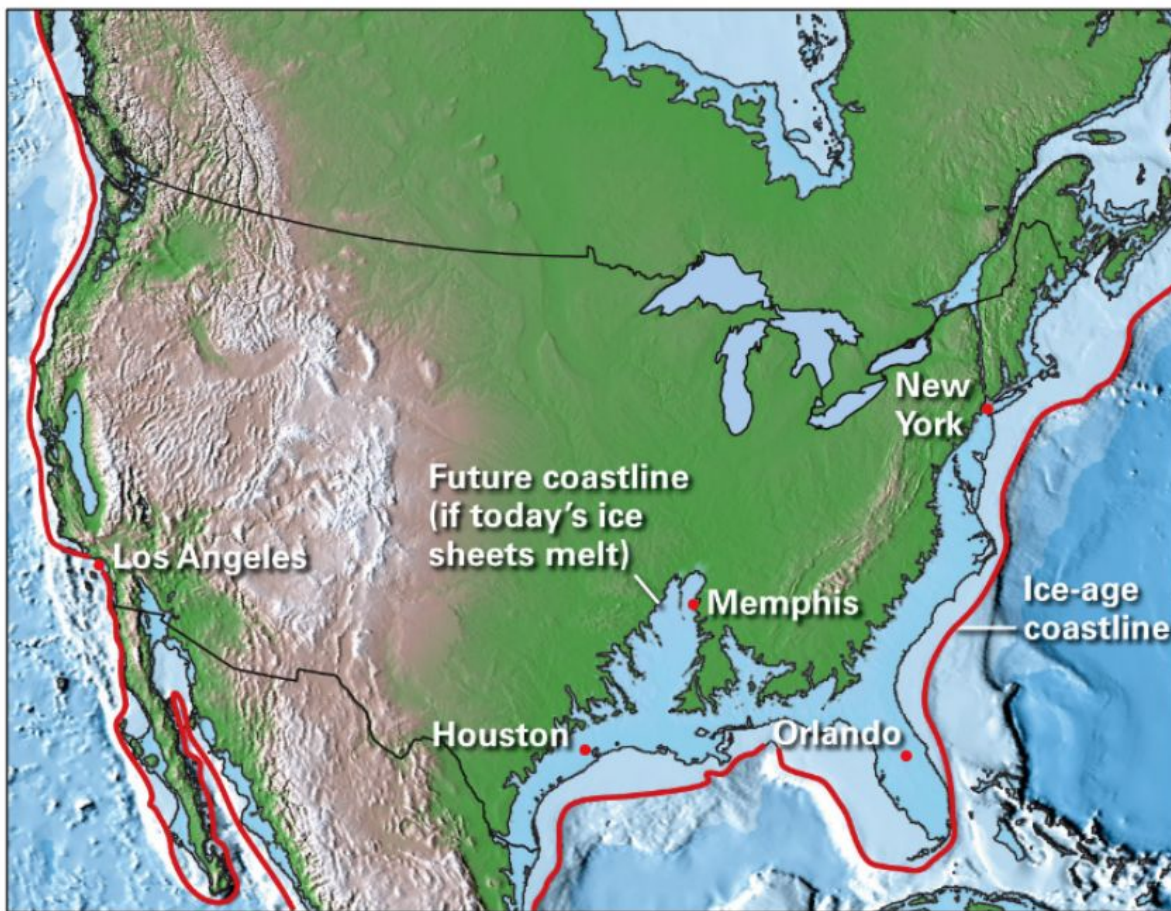 New
York
Future coastline
(if today's ice
sheets melt)
Los Angeles
Memphis
Ice-age
coastline
Houston
Orlando